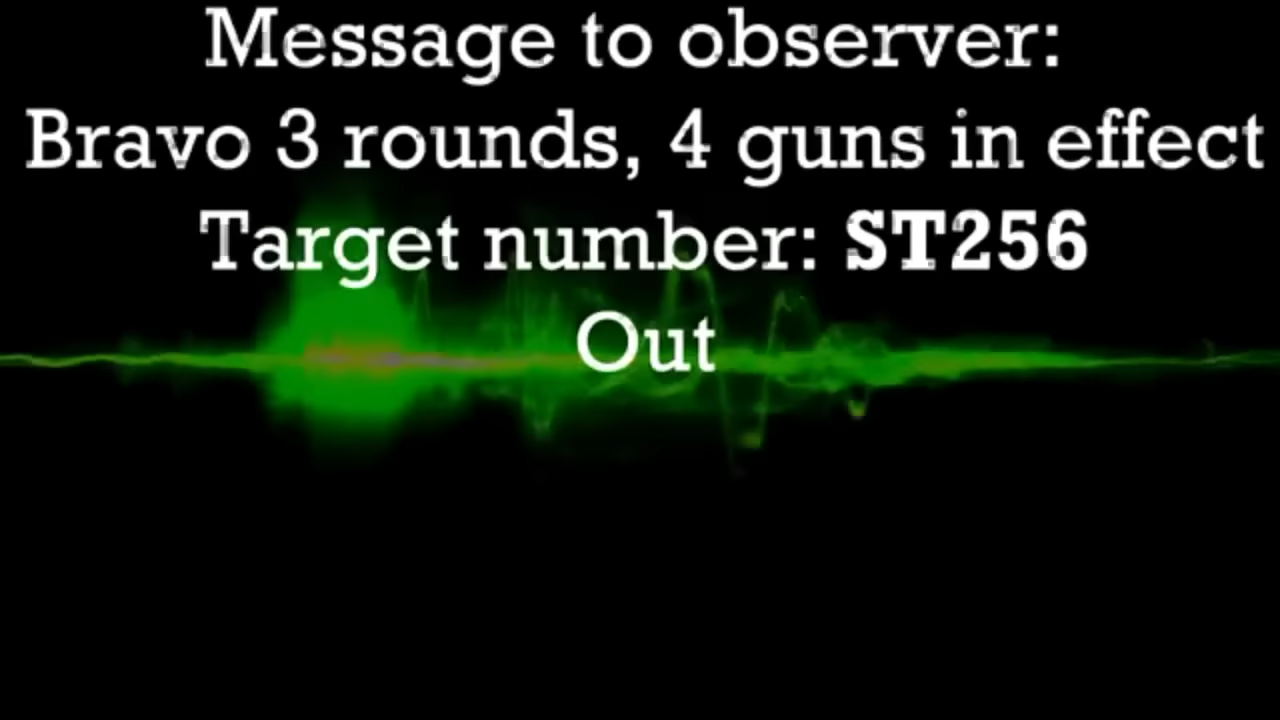 Message to observer:
Bravo 3 rounds, 4 guns in effect
Target number: ST256
Out